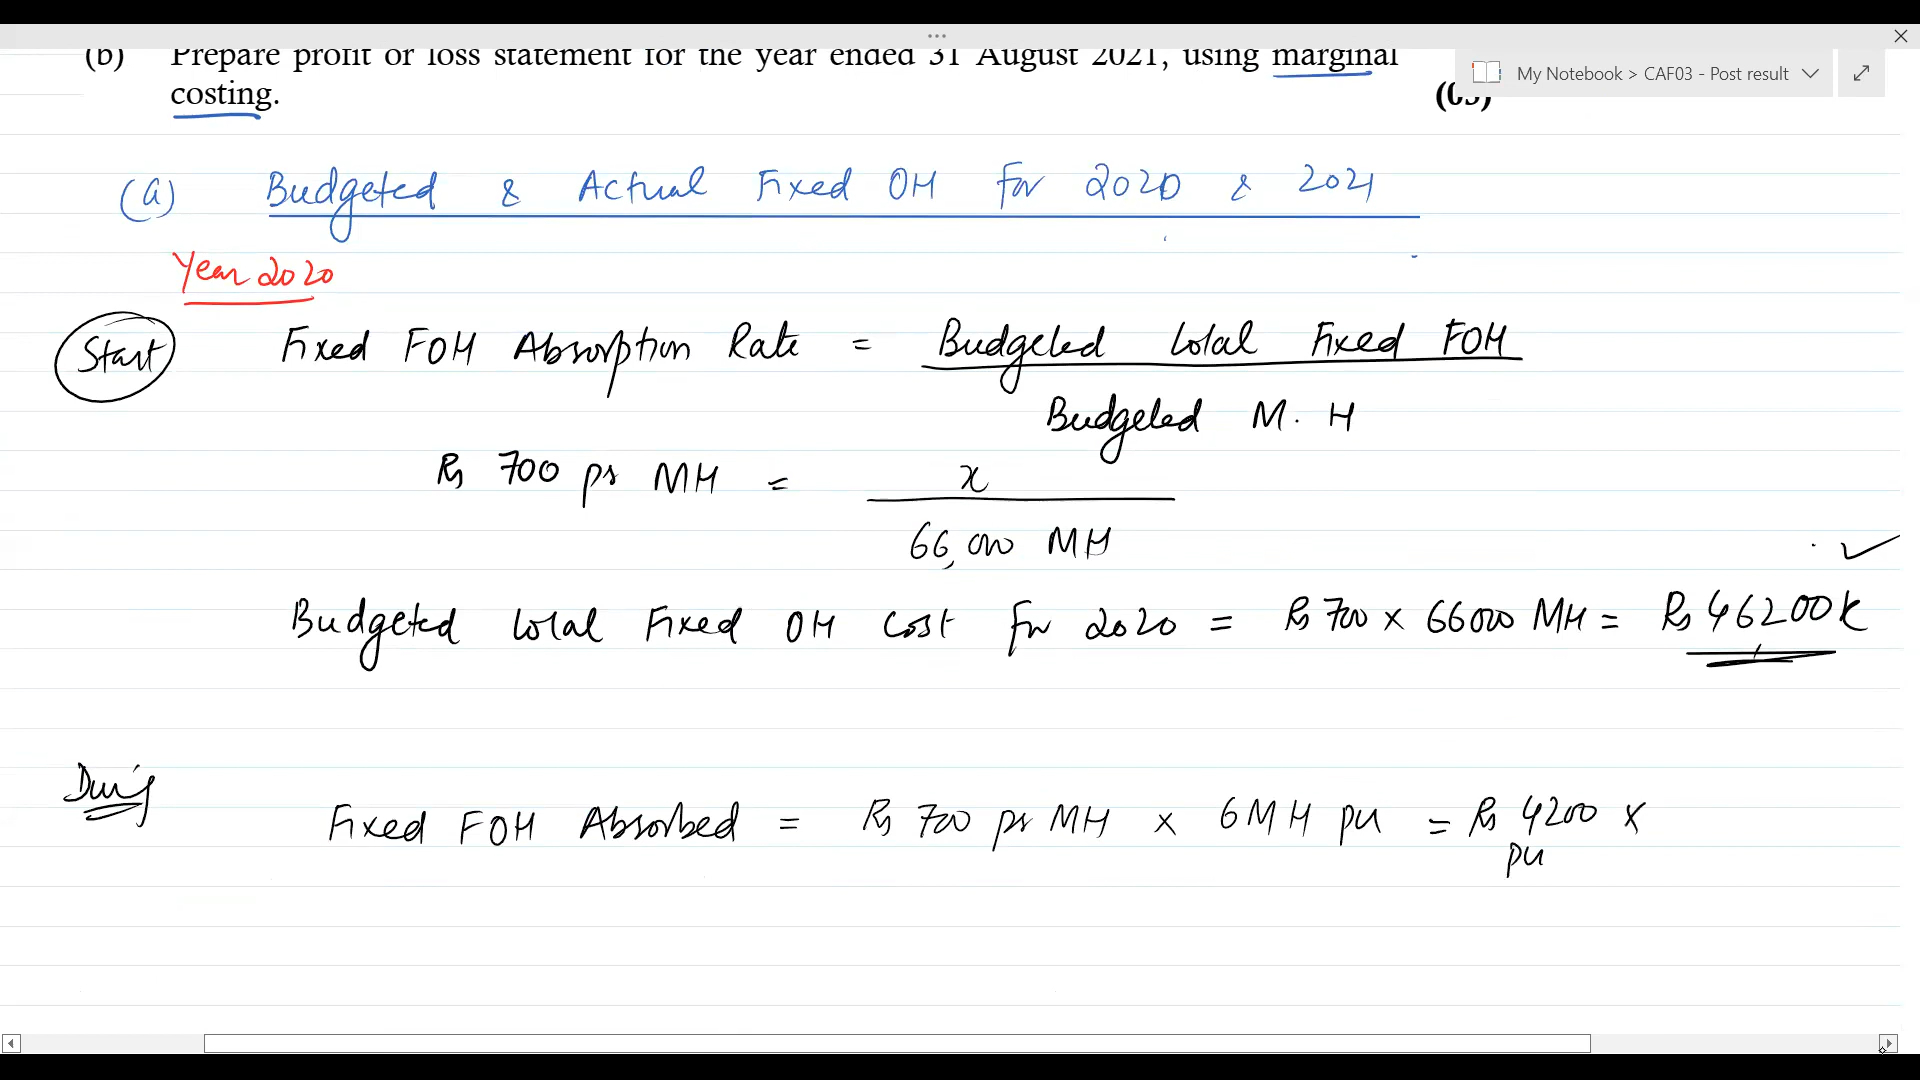 (b) Prepare profit or loss statement for the year ended 31 August 2021, using marginal
My Notebook > CAF03 - Post result
costing.
(a) Budgeted & Actual Fixed OH for 2020 & 2021
Year 2020
Start Fixed FOH Absorption Rate = Budgeted total Fixed FOH
Budgeted M.H
Rs 700 per MH = x
66,000 MH
Budgeted total Fixed OH Cost for 2020 = Rs 700 x 66000 MH = Rs 46200K
During
Fixed FOH Absorbed = Rs 700 per MH x 6 MH pu = Rs 4200 x
pu